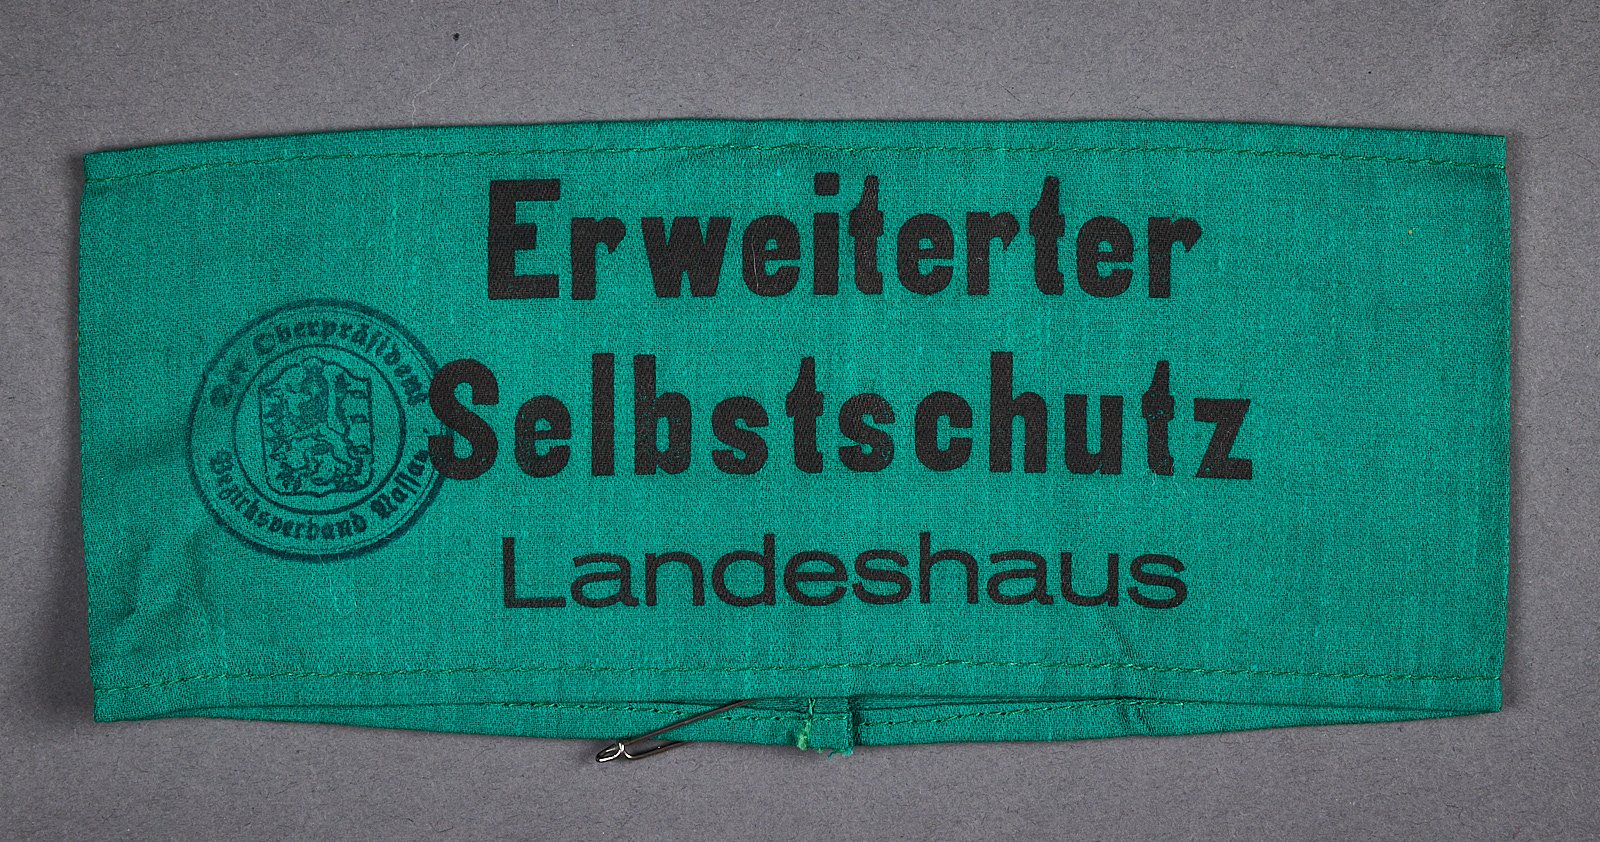 Erweiterter
Selbstschutz
Landeshaus
Der Oberpräsident
Bezirksverband Nassau